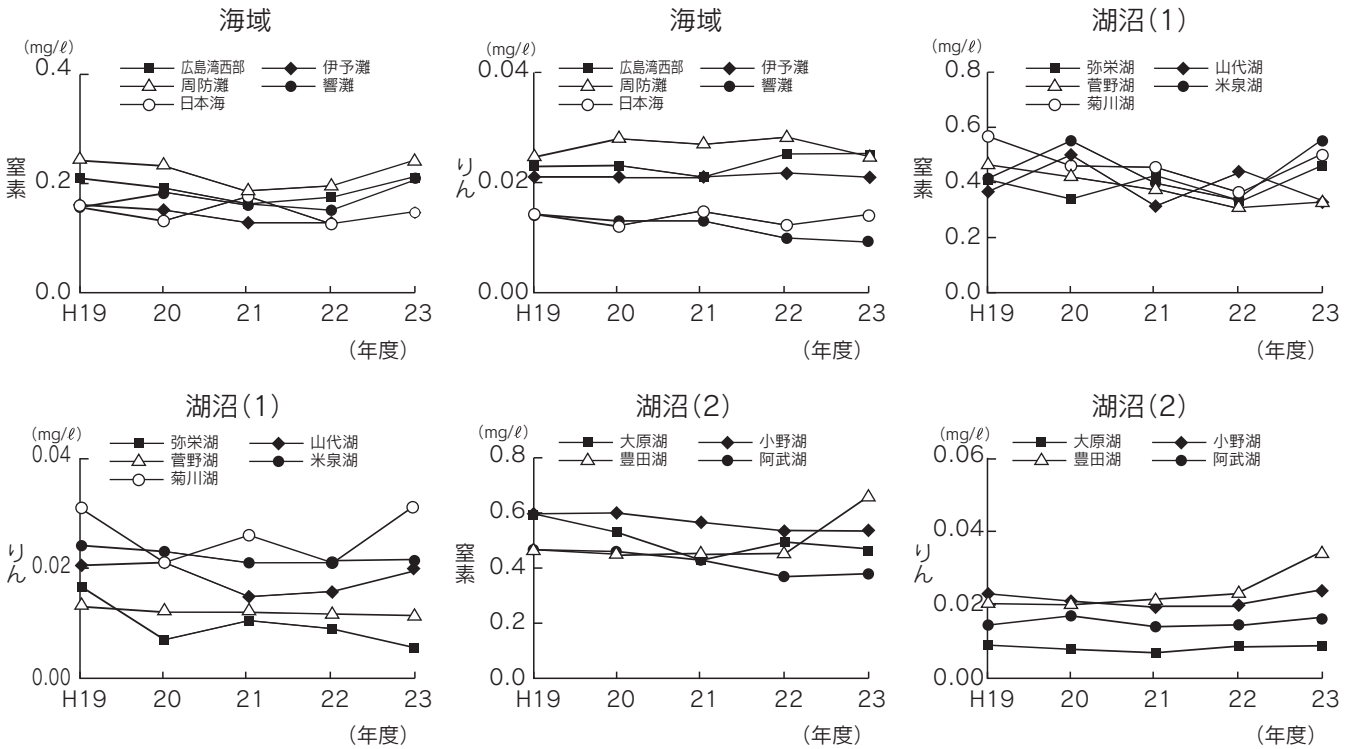 海域
(mg/ℓ)
0.4
広島湾西部 伊予灘
周防灘 響灘
日本海
窒素
0.2
0.0
H19 20 21 22 23
(年度)
海域
(mg/ℓ)
0.04
広島湾西部 伊予灘
周防灘 響灘
日本海
りん
0.02
0.00
H19 20 21 22 23
(年度)
湖沼(1)
(mg/ℓ)
0.8
弥栄湖 山代湖
菅野湖 米泉湖
菊川湖
0.6
窒素
0.4
0.2
0.0
H19 20 21 22 23
(年度)
湖沼(1)
(mg/ℓ)
0.04
弥栄湖 山代湖
菅野湖 米泉湖
菊川湖
りん
0.02
0.00
H19 20 21 22 23
(年度)
湖沼(2)
(mg/ℓ)
0.8
大原湖 小野湖
豊田湖 阿武湖
0.6
窒素
0.4
0.2
0.0
H19 20 21 22 23
(年度)
湖沼(2)
(mg/ℓ)
0.06
大原湖 小野湖
豊田湖 阿武湖
0.04
りん
0.02
0.00
H19 20 21 22 23
(年度)